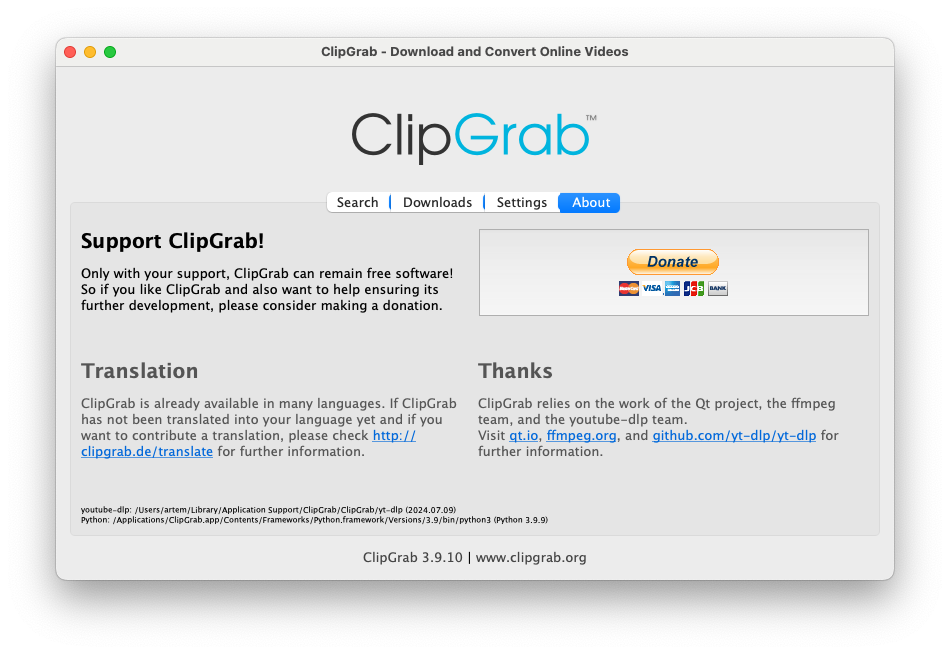 ClipGrab - Download and Convert Online Videos
ClipGrab™
Search Downloads Settings About
Support ClipGrab!
Only with your support, ClipGrab can remain free software!
So if you like ClipGrab and also want to help ensuring its
further development, please consider making a donation.
Donate
MasterCard VISA JCB BANK
Translation
ClipGrab is already available in many languages. If ClipGrab
has not been translated into your language yet and if you
want to contribute a translation, please check http://
clipgrab.de/translate for further information.
Thanks
ClipGrab relies on the work of the Qt project, the ffmpeg
team, and the youtube-dlp team.
Visit qt.io, ffmpeg.org, and github.com/yt-dlp/yt-dlp for
further information.
youtube-dlp: /Users/artem/Library/Application Support/ClipGrab/ClipGrab/yt-dlp (2024.07.09)
Python: /Applications/ClipGrab.app/Contents/Frameworks/Python.framework/Versions/3.9/bin/python3 (Python 3.9.9)
ClipGrab 3.9.10 | www.clipgrab.org